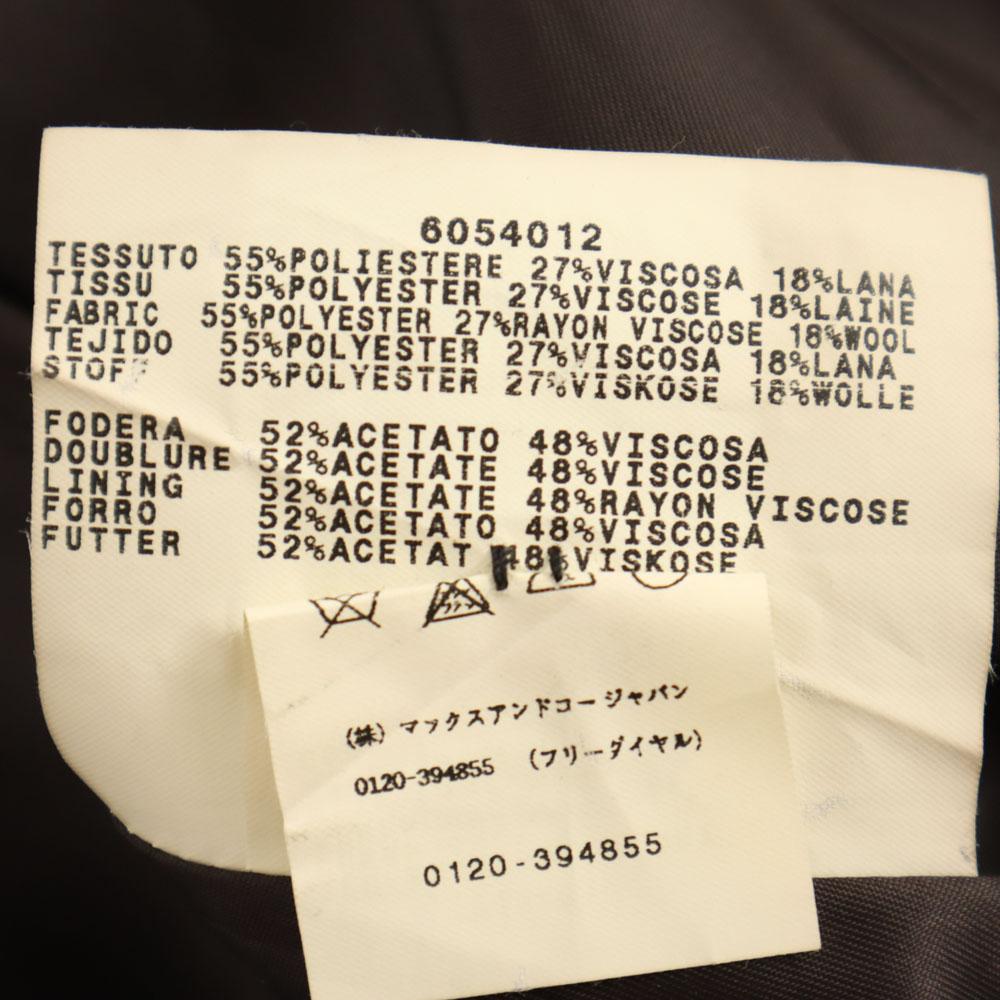 6054012
TESSUTO 55%POLIESTERE 27%VISCOSA 18%LANA
TISSU 55%POLYESTER 27%VISCOSE 18%LAINE
FABRIC 55%POLYESTER 27%RAYON VISCOSE 18%WOOL
TEJIDO 55%POLYESTER 27%VISCOSA 18%LANA
STOFF 55%POLYESTER 27%VISKOSE 18%WOLLE
FODERA 52%ACETATO 48%VISCOSA
DOUBLURE 52%ACETATE 48%VISCOSE
LINING 52%ACETATE 48%RAYON VISCOSE
FORRO 52%ACETATO 48%VISCOSA
FUTTER 52%ACETAT 48%VISKOSE
(株) マックスアンドコー ジャパン
0120-394855 (フリーダイヤル)
0120-394855